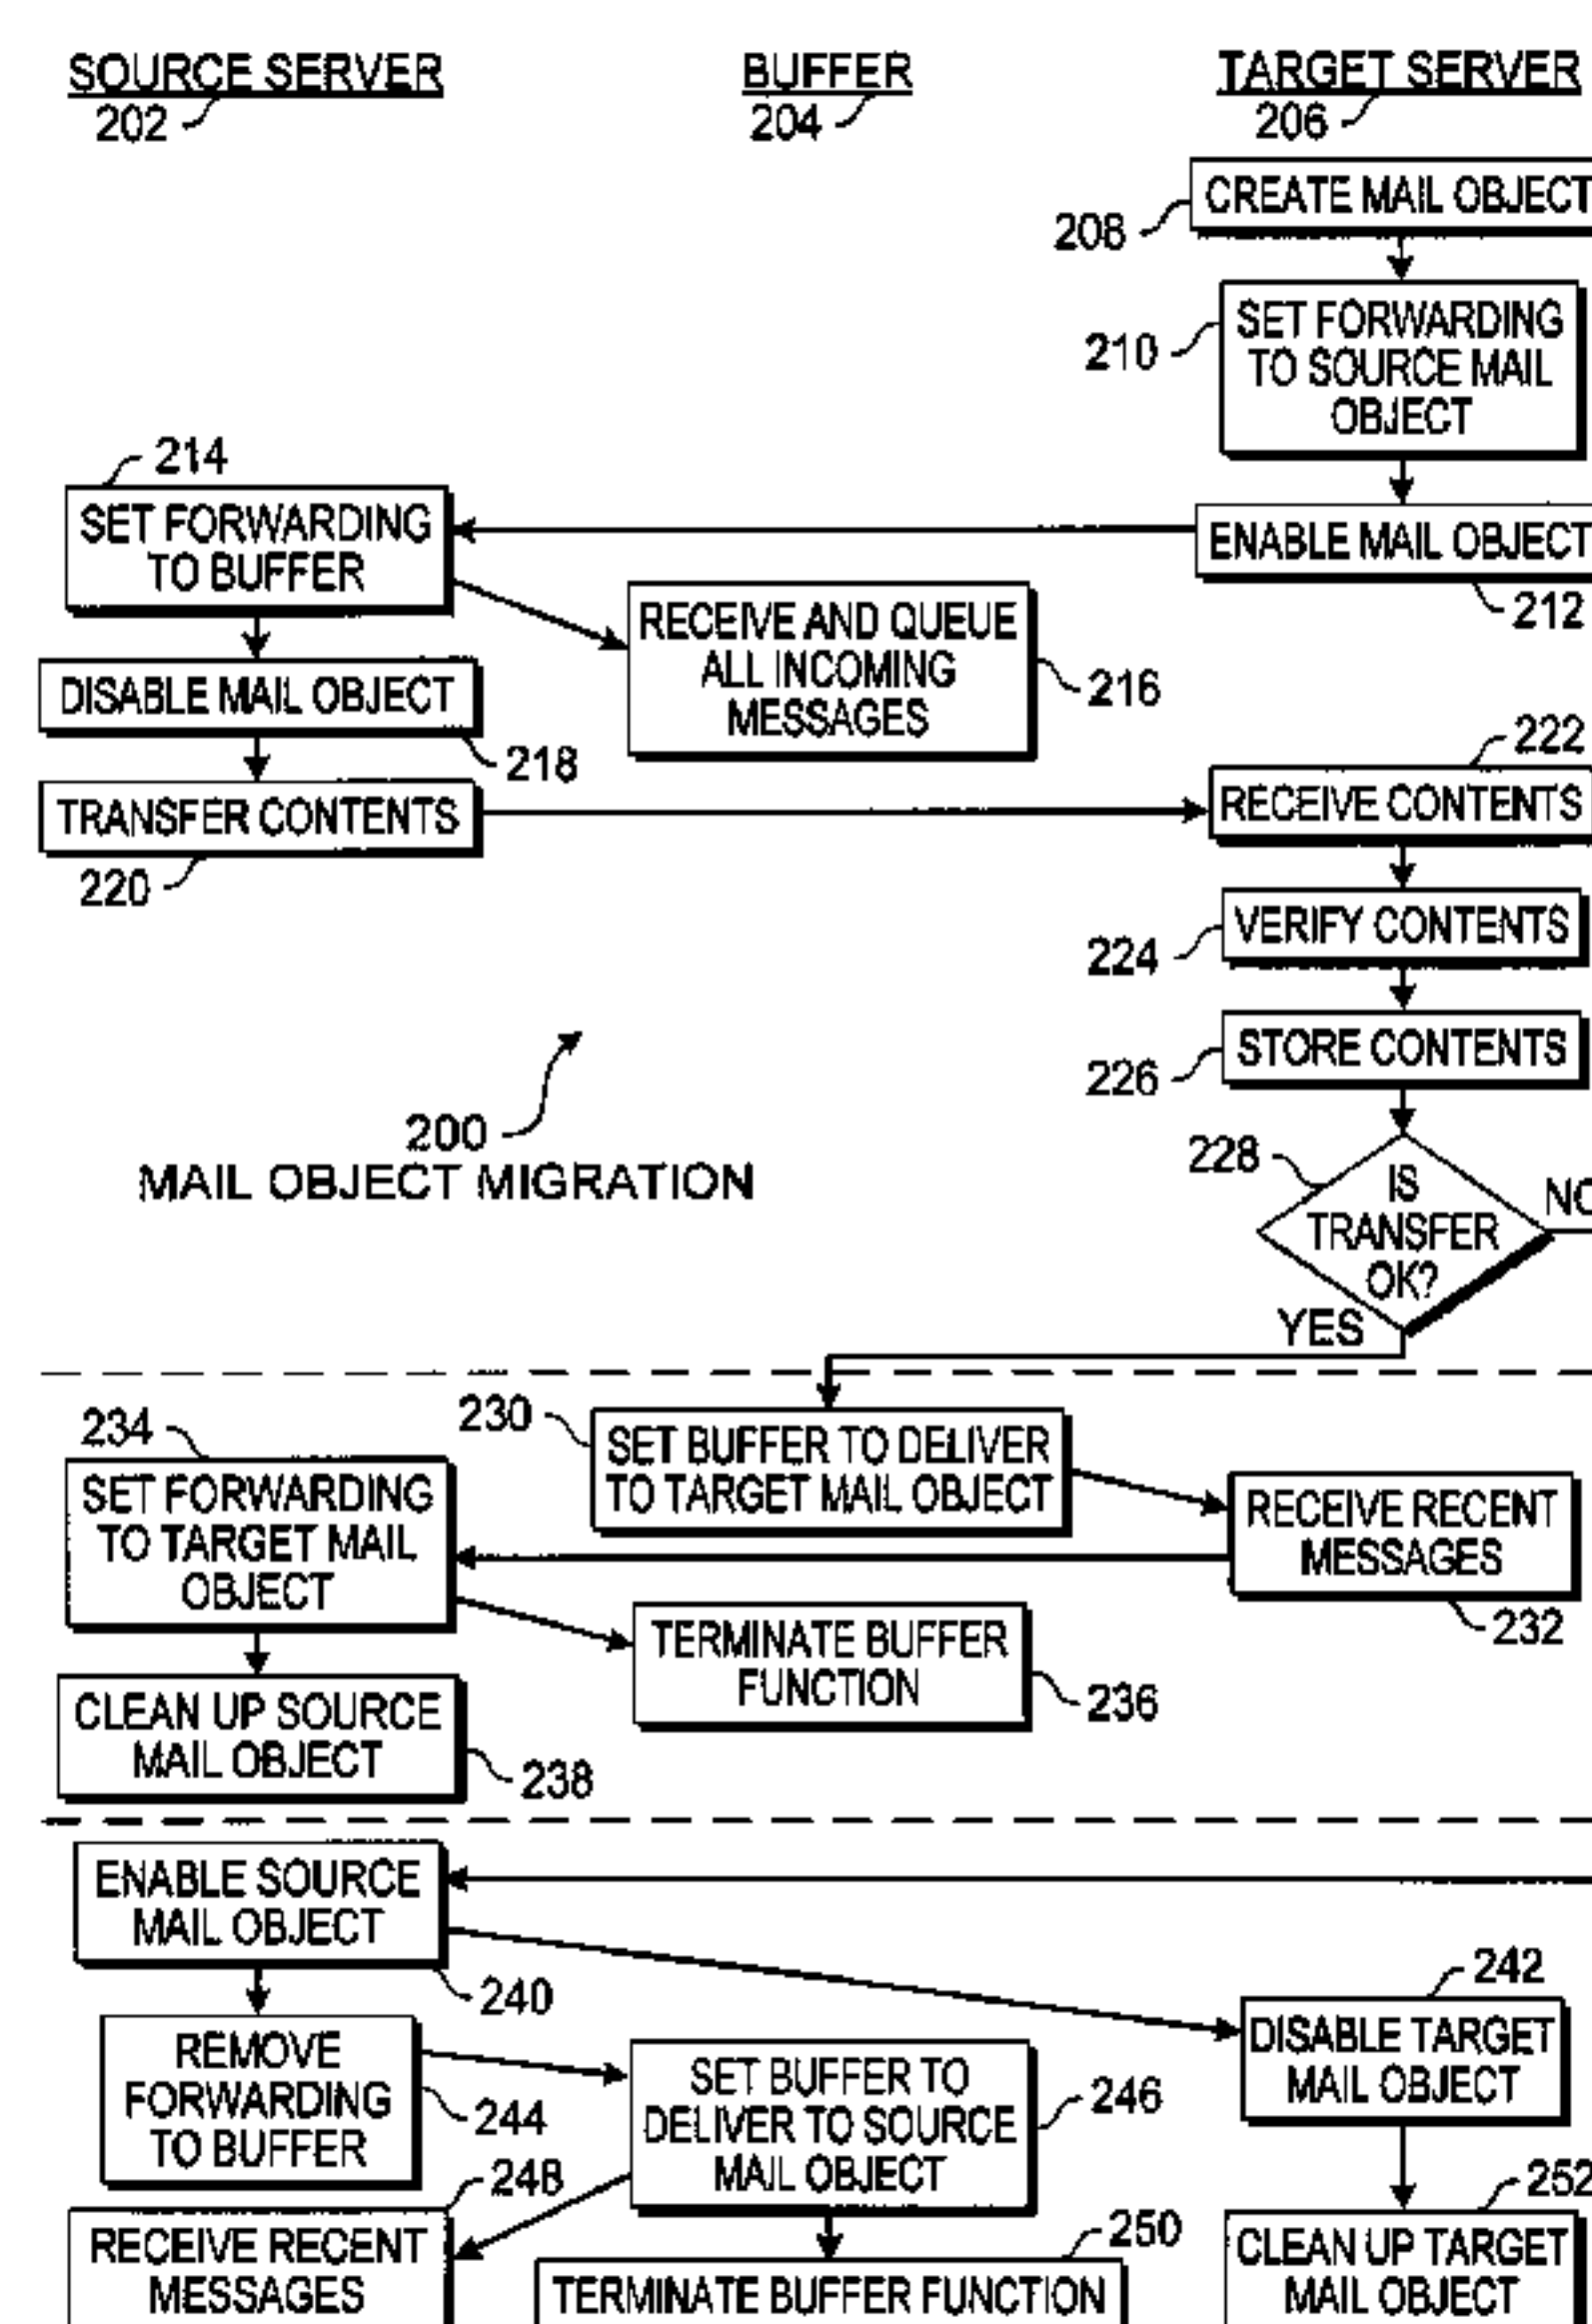 SOURCE SERVER
202
BUFFER
204
TARGET SERVER
206
CREATE MAIL OBJECT
208
SET FORWARDING
TO SOURCE MAIL
OBJECT
210
ENABLE MAIL OBJECT
212
214
SET FORWARDING
TO BUFFER
RECEIVE AND QUEUE
ALL INCOMING
MESSAGES
216
DISABLE MAIL OBJECT
218
TRANSFER CONTENTS
220
222
RECEIVE CONTENTS
VERIFY CONTENTS
224
STORE CONTENTS
226
200
MAIL OBJECT MIGRATION
228
IS
TRANSFER
OK?
NO
YES
230
SET BUFFER TO DELIVER
TO TARGET MAIL OBJECT
RECEIVE RECENT
MESSAGES
232
234
SET FORWARDING
TO TARGET MAIL
OBJECT
TERMINATE BUFFER
FUNCTION
236
CLEAN UP SOURCE
MAIL OBJECT
238
ENABLE SOURCE
MAIL OBJECT
240
242
DISABLE TARGET
MAIL OBJECT
REMOVE
FORWARDING
TO BUFFER
244
SET BUFFER TO
DELIVER TO SOURCE
MAIL OBJECT
246
248
RECEIVE RECENT
MESSAGES
250
TERMINATE BUFFER FUNCTION
252
CLEAN UP TARGET
MAIL OBJECT